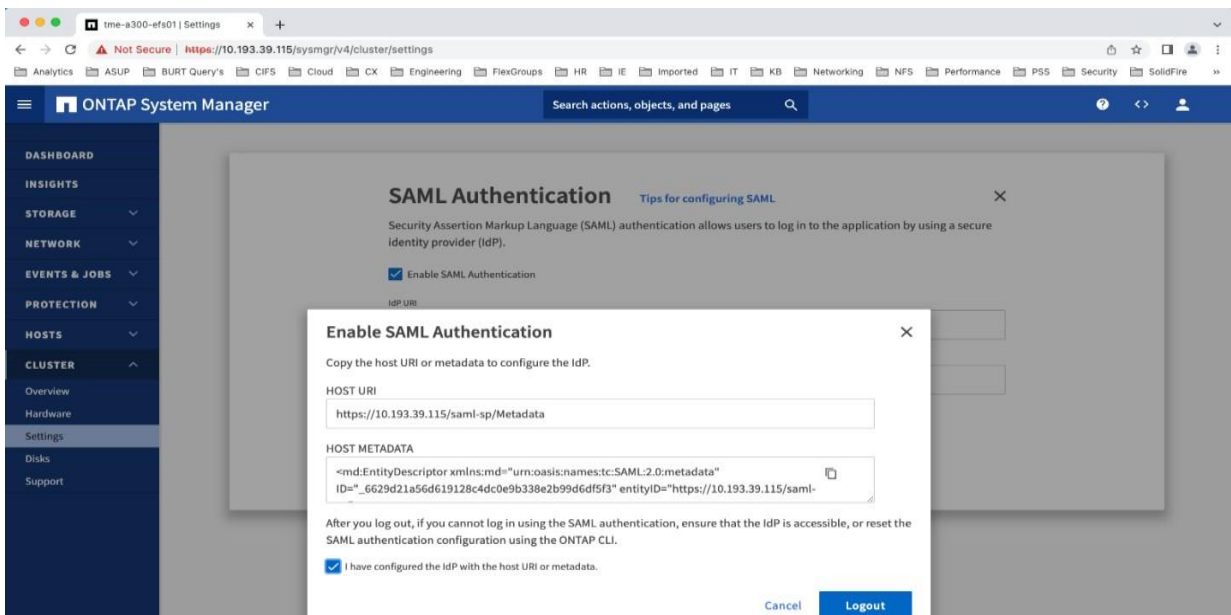 tme-a300-efs01 | Settings
Not Secure | https://10.193.39.115/sysmgr/v4/cluster/settings
Analytics ASUP BURT Query's CIFS Cloud CX Engineering FlexGroups HR IE Imported IT KB Networking NFS Performance PSS Security SolidFire
ONTAP System Manager
Search actions, objects, and pages
DASHBOARD
INSIGHTS
STORAGE
NETWORK
EVENTS & JOBS
PROTECTION
HOSTS
CLUSTER
Overview
Hardware
Settings
Disks
Support
SAML Authentication Tips for configuring SAML
Security Assertion Markup Language (SAML) authentication allows users to log in to the application by using a secure
identity provider (IdP).
Enable SAML Authentication
IdP URI
Enable SAML Authentication
Copy the host URI or metadata to configure the IdP.
HOST URI
https://10.193.39.115/saml-sp/Metadata
HOST METADATA
<md:EntityDescriptor xmlns:md="urn:oasis:names:tc:SAML:2.0:metadata"
ID="_6629d21a56d619128c4dc0e9b338e2b99d6df5f3" entityID="https://10.193.39.115/saml-
After you log out, if you cannot log in using the SAML authentication, ensure that the IdP is accessible, or reset the
SAML authentication configuration using the ONTAP CLI.
I have configured the IdP with the host URI or metadata.
Cancel Logout